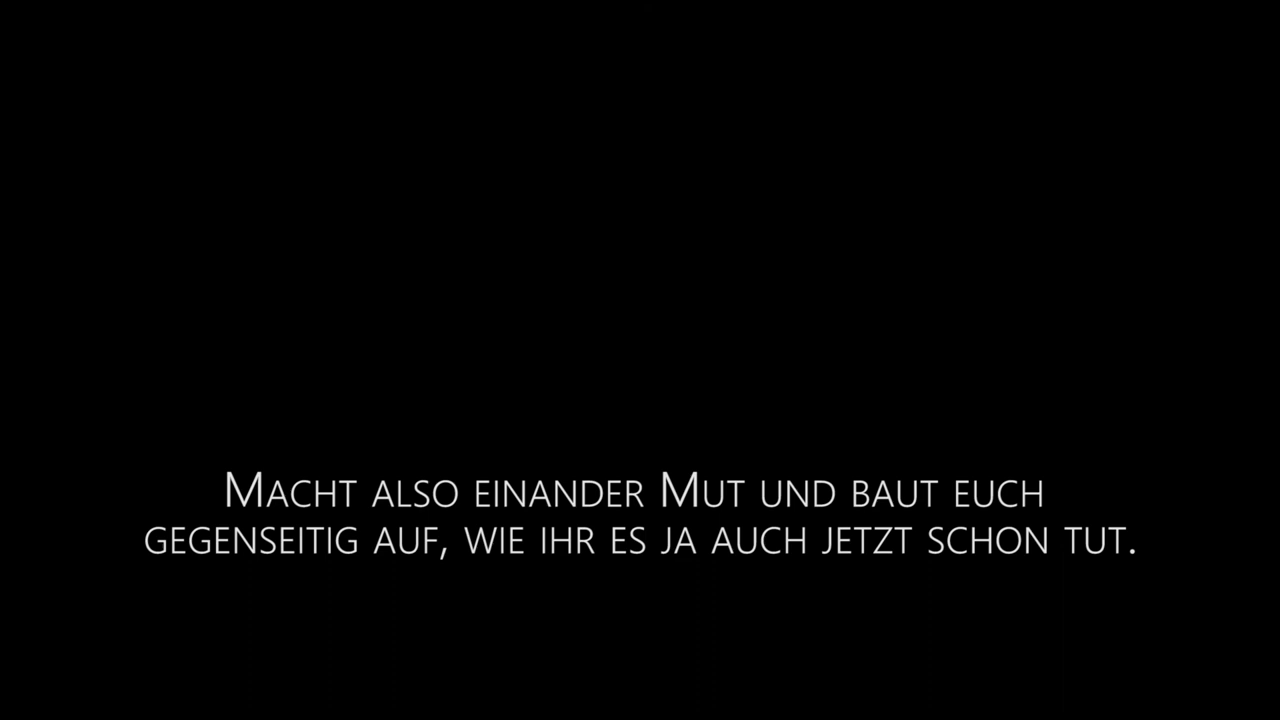 Macht also einander Mut und baut euch
gegenseitig auf, wie ihr es ja auch jetzt schon tut.